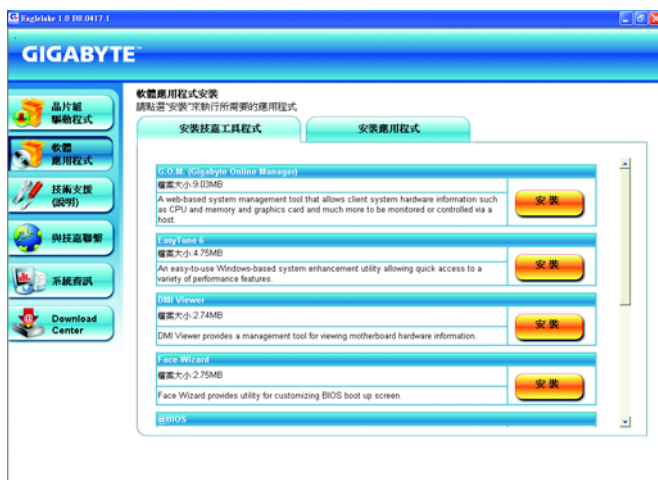 Englelake 1.0 B8.0417.1
GIGABYTE™
晶片組
驅動程式
軟體
應用程式
技術支援
(說明)
與技嘉聯繫
系統資訊
Download
Center
軟體應用程式安裝
請點選"安裝"來執行所需要的應用程式
安裝技嘉工具程式
安裝應用程式
G.O.M. (Gigabyte Online Manager)
檔案大小:9.03MB
A web-based system management tool that allows client system hardware information such
as CPU and memory and graphics card and much more to be monitored or controlled via a
host.
安裝
EasyTune 6
檔案大小:4.75MB
An easy-to-use Windows-based system enhancement utility allowing quick access to a
variety of performance features.
安裝
DMI Viewer
檔案大小:2.74MB
DMI Viewer provides a management tool for viewing motherboard hardware information.
安裝
Face-Wizard
檔案大小:2.75MB
Face Wizard provides utility for customizing BIOS boot up screen.
安裝
@BIOS